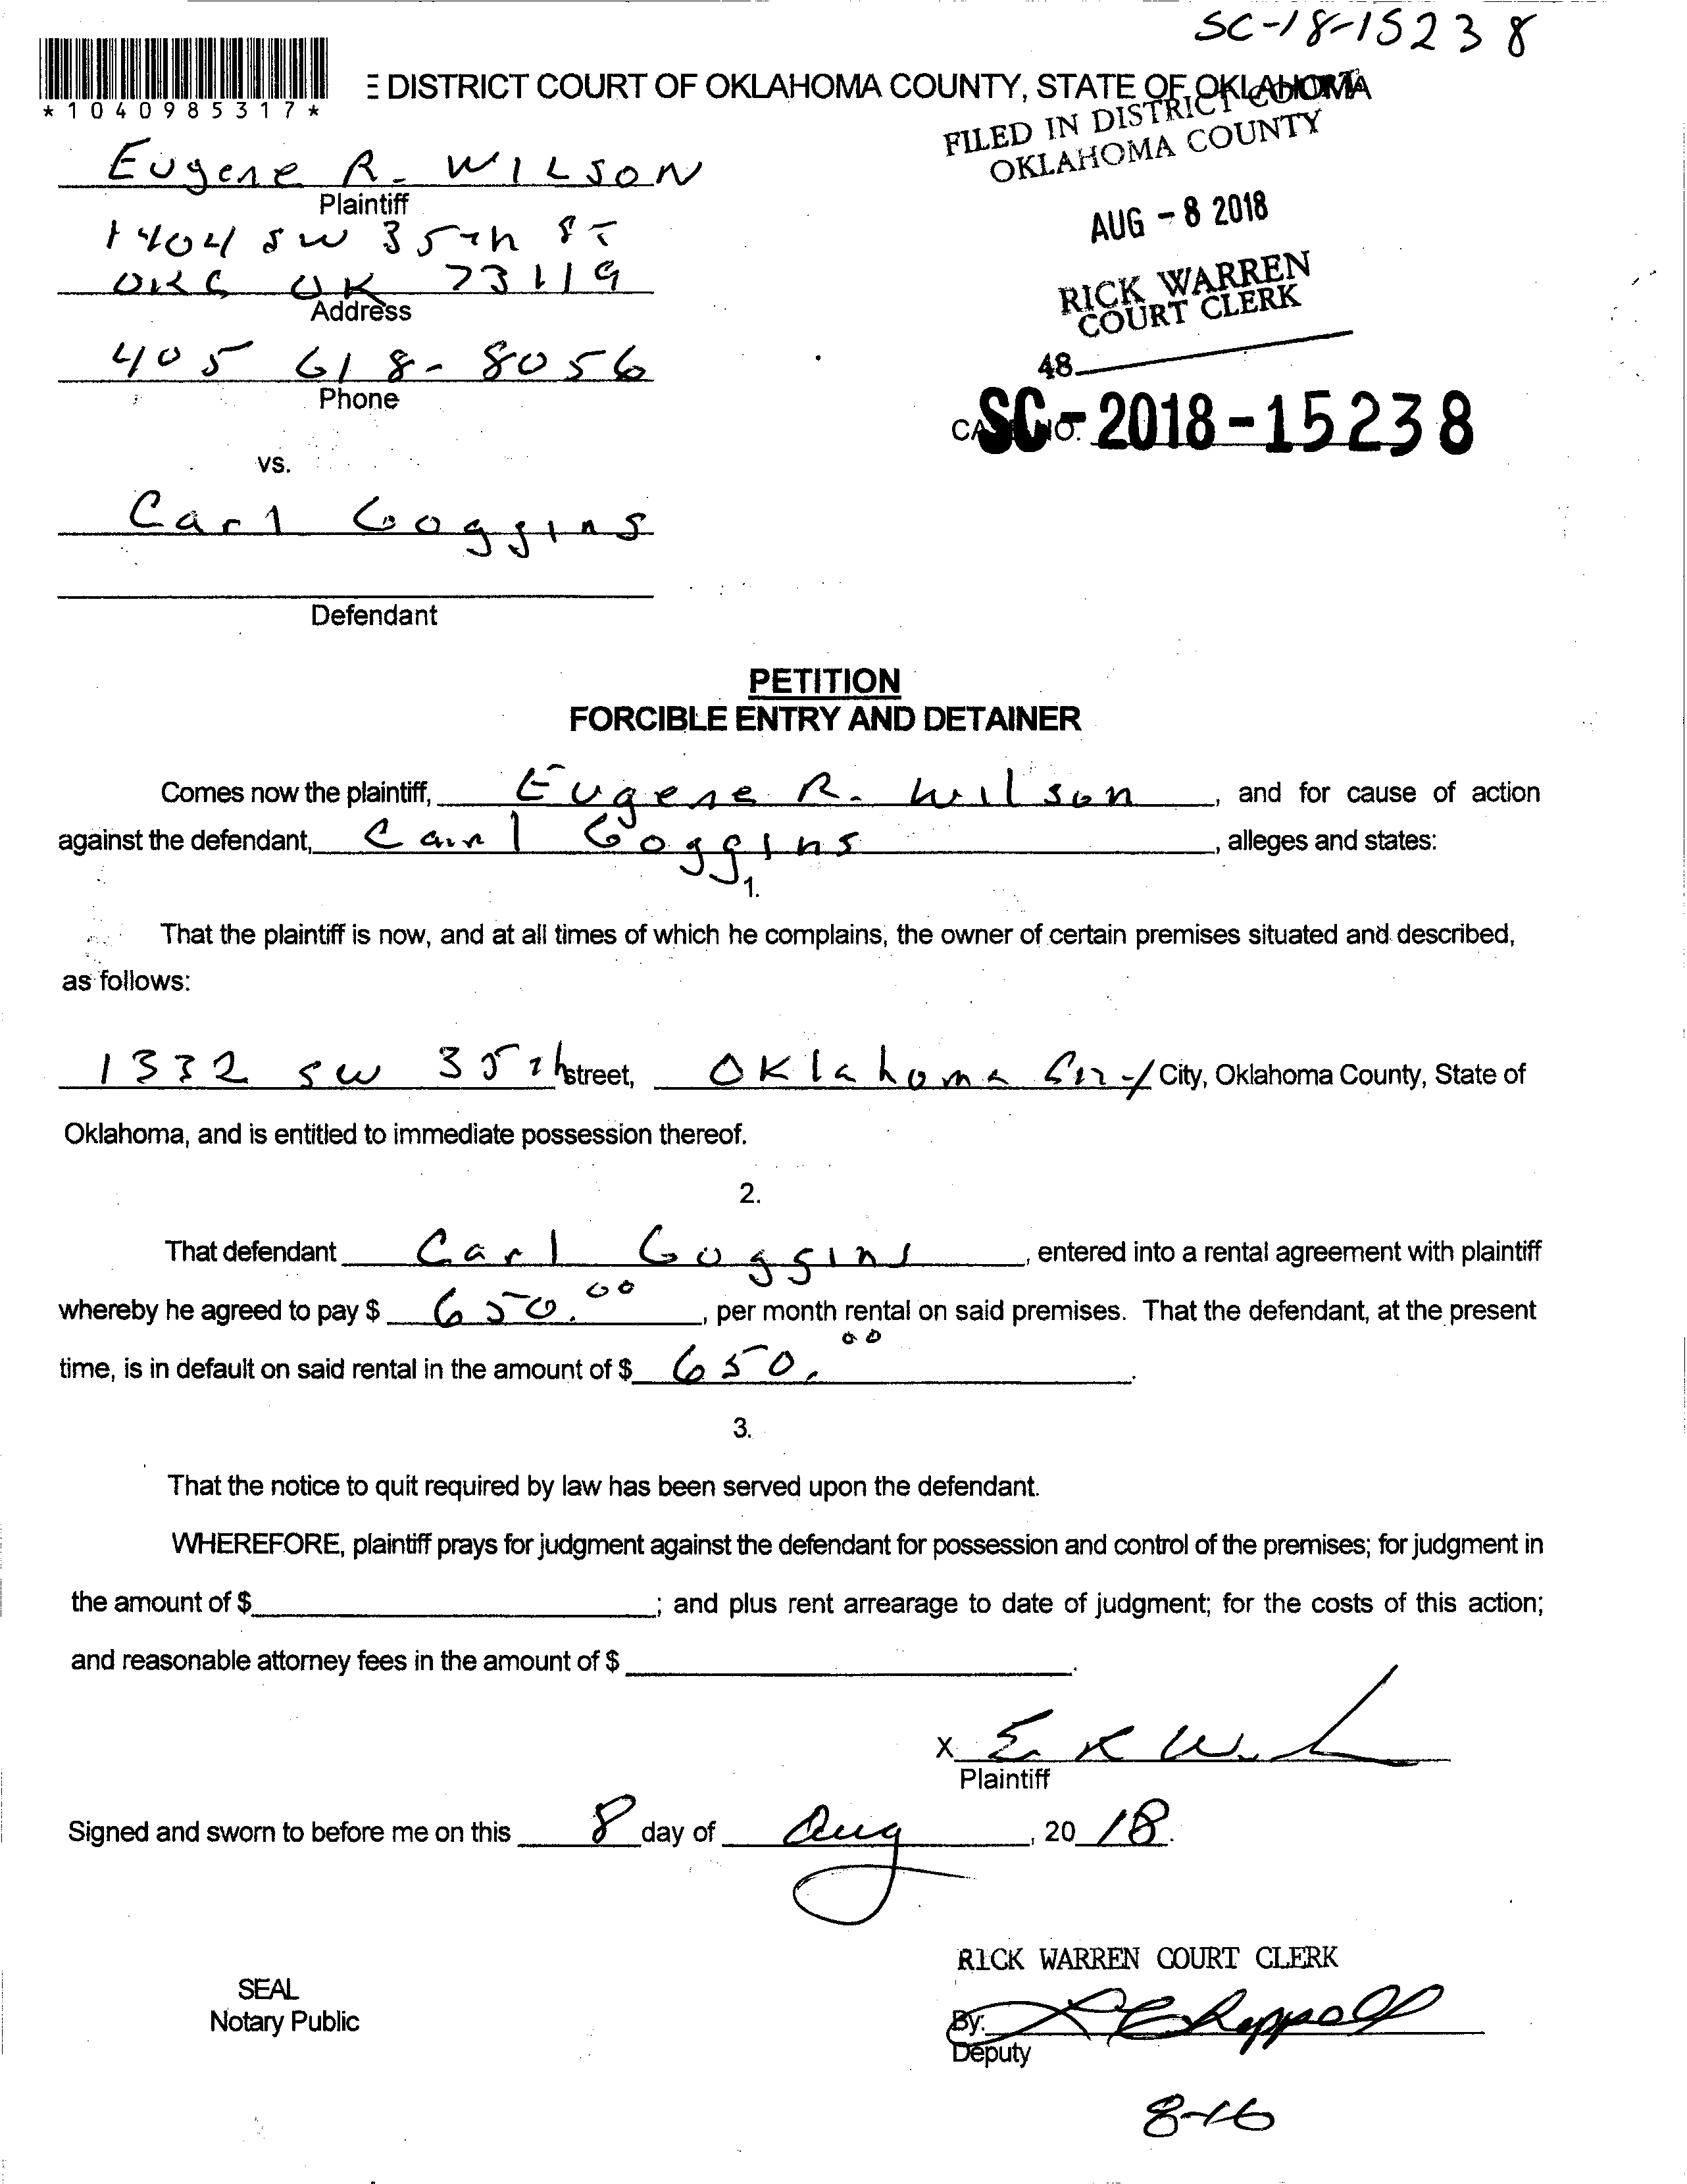 SC-18-15238
*1040985317*
E DISTRICT COURT OF OKLAHOMA COUNTY, STATE OF OKLAHOMA
FILED IN DISTRICT COURT
OKLAHOMA COUNTY
Eugene R. WILSON
Plaintiff
AUG - 8 2018
1404 SW 35th ST
OKC OK 73119
Address
RICK WARREN
COURT CLERK
405 618-8056
Phone
48
CASE NO. SC-2018-15238
vs.
Carl Goggins
Defendant
PETITION
FORCIBLE ENTRY AND DETAINER
Comes now the plaintiff, Eugene R. Wilson, and for cause of action
against the defendant, Carl Goggins, alleges and states:
1.
That the plaintiff is now, and at all times of which he complains, the owner of certain premises situated and described,
as follows:
1332 SW 35th street, Oklahoma City City, Oklahoma County, State of
Oklahoma, and is entitled to immediate possession thereof.
2.
That defendant Carl Goggins, entered into a rental agreement with plaintiff
whereby he agreed to pay $ 650.00, per month rental on said premises. That the defendant, at the present
time, is in default on said rental in the amount of $ 650.00.
3.
That the notice to quit required by law has been served upon the defendant.
WHEREFORE, plaintiff prays for judgment against the defendant for possession and control of the premises; for judgment in
the amount of $ ; and plus rent arrearage to date of judgment; for the costs of this action;
and reasonable attorney fees in the amount of $ .
X E R W
Plaintiff
Signed and sworn to before me on this 8 day of Aug, 20 18.
RICK WARREN COURT CLERK
SEAL
Notary Public
By: Chappell
Deputy
8-16